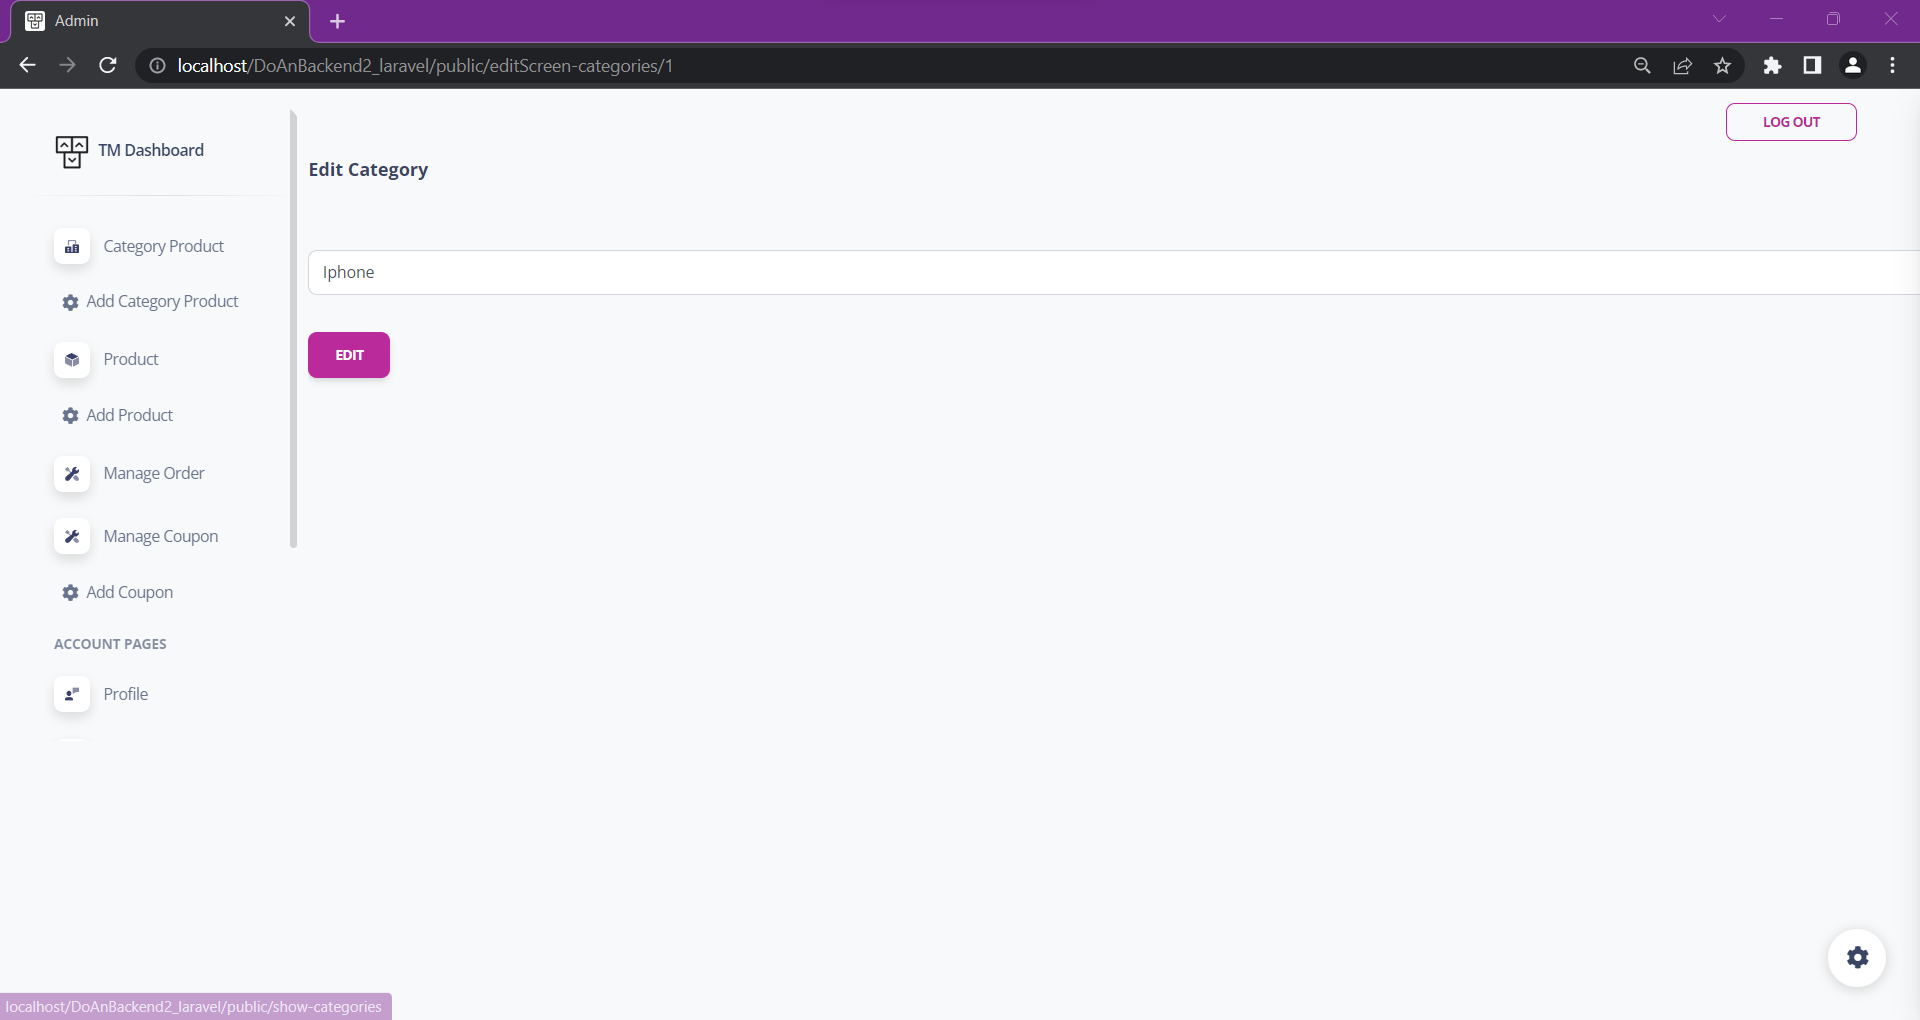 Admin
localhost/DoAnBackend2_laravel/public/editScreen-categories/1
LOG OUT
TM Dashboard
Edit Category
Category Product
Iphone
Add Category Product
EDIT
Product
Add Product
Manage Order
Manage Coupon
Add Coupon
ACCOUNT PAGES
Profile
localhost/DoAnBackend2_laravel/public/show-categories